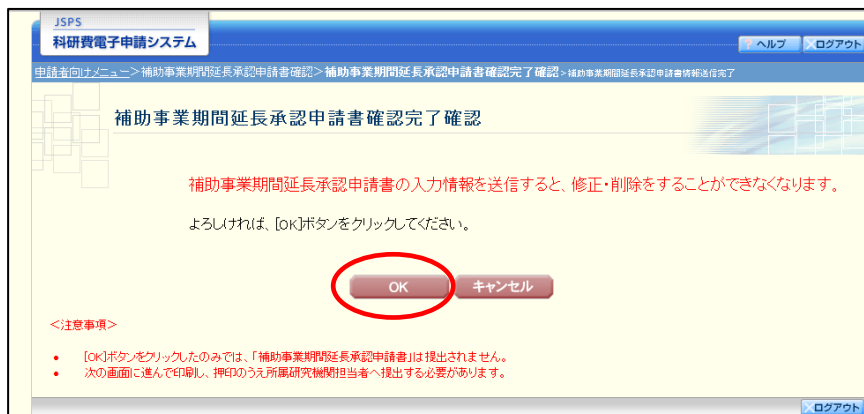 JSPS
科研費電子申請システム
? ヘルプ ×ログアウト
申請者向けメニュー>補助事業期間延長承認申請書確認>補助事業期間延長承認申請書確認完了確認>補助事業期間延長承認申請書情報送信完了
補助事業期間延長承認申請書確認完了確認
補助事業期間延長承認申請書の入力情報を送信すると、修正・削除をすることができなくなります。
よろしければ、[OK]ボタンをクリックしてください。
OK キャンセル
<注意事項>
• [OK]ボタンをクリックしたのみでは、「補助事業期間延長承認申請書」は提出されません。
• 次の画面に進んで印刷し、押印のうえ所属研究機関担当者へ提出する必要があります。
×ログアウト